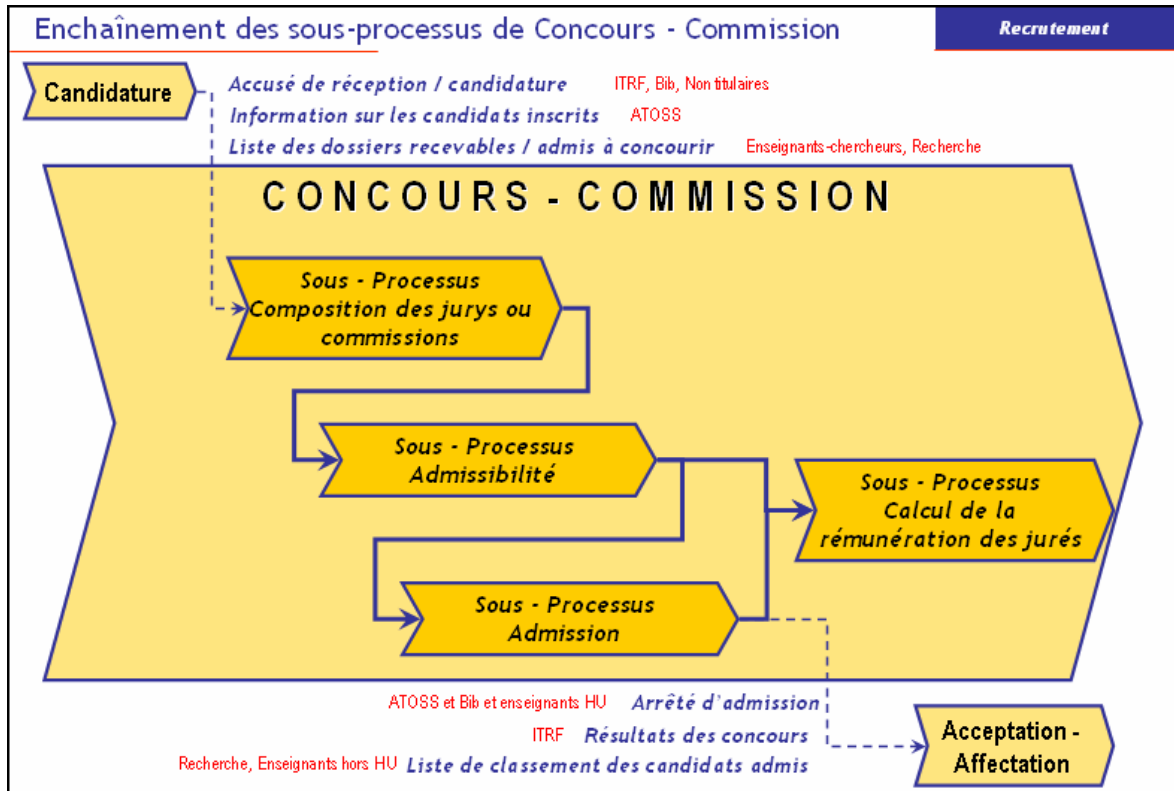 Enchaînement des sous-processus de Concours - Commission
Recrutement
Candidature
Accusé de réception / candidature ITRF, Bib, Non titulaires
Information sur les candidats inscrits ATOSS
Liste des dossiers recevables / admis à concourir Enseignants-chercheurs, Recherche
CONCOURS - COMMISSION
Sous - Processus
Composition des jurys ou
commissions
Sous - Processus
Admissibilité
Sous - Processus
Calcul de la
rémunération des jurés
Sous - Processus
Admission
ATOSS et Bib et enseignants HU Arrêté d'admission
ITRF Résultats des concours
Recherche, Enseignants hors HU Liste de classement des candidats admis
Acceptation -
Affectation